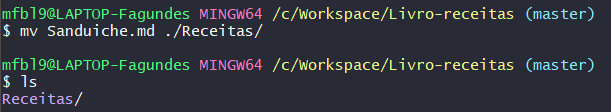 mfbl9@LAPTOP-Fagundes MINGW64 /c/Workspace/Livro-receitas (master)
$ mv Sanduiche.md ./Receitas/
mfbl9@LAPTOP-Fagundes MINGW64 /c/Workspace/Livro-receitas (master)
$ ls
Receitas/